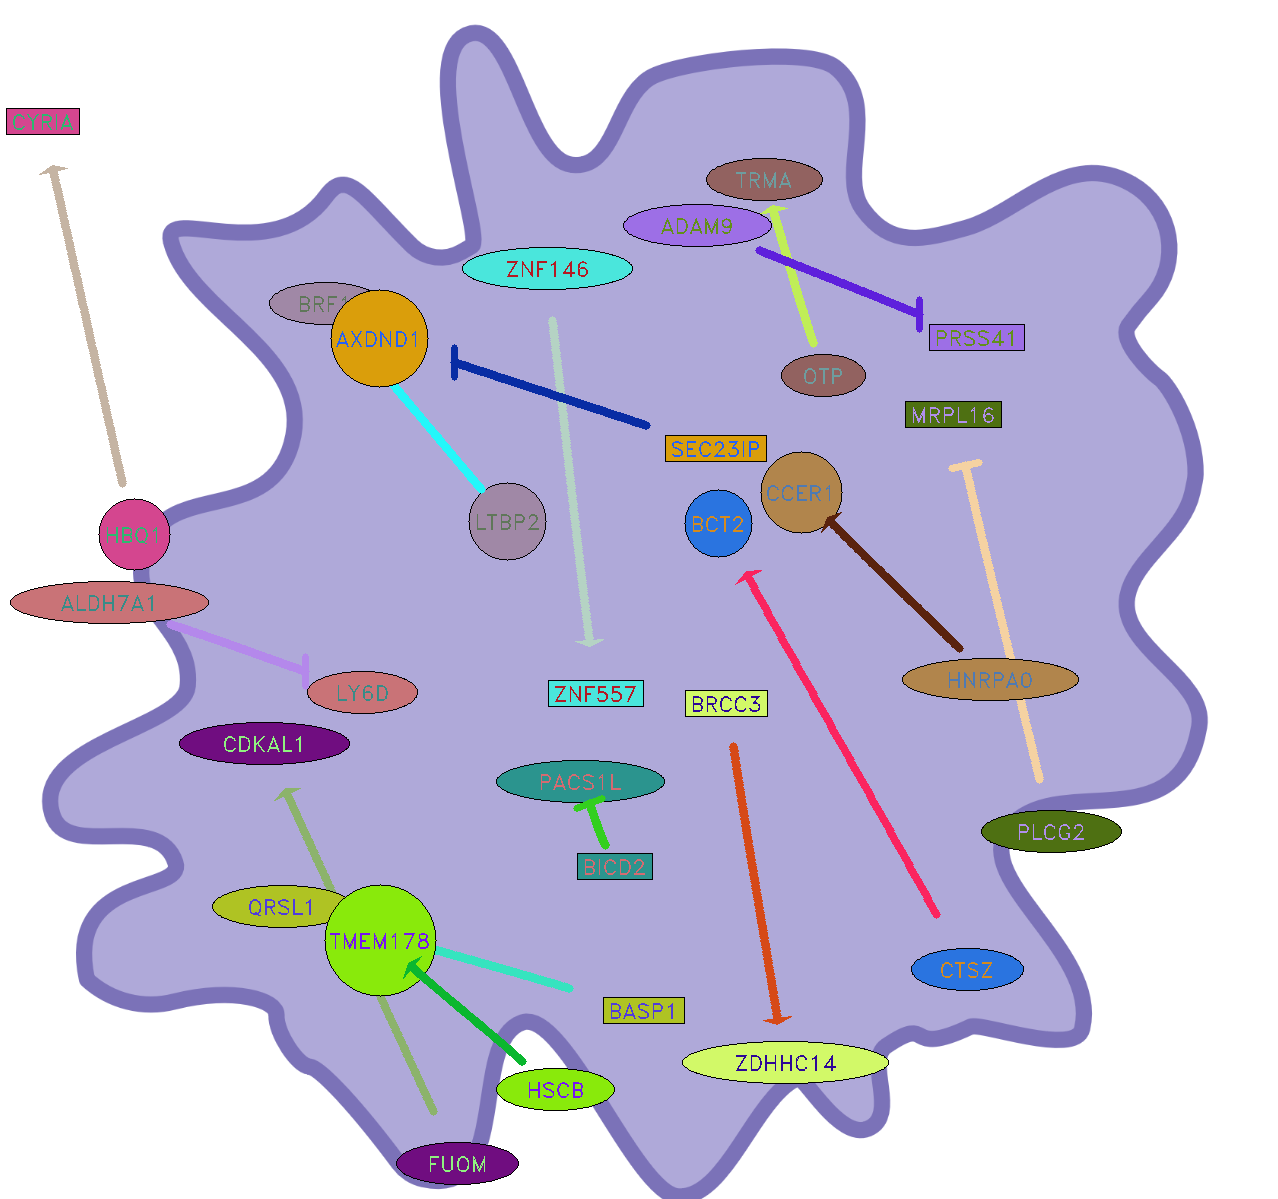 CYRIA
TRMA
ADAM9
ZNF146
BRF1
AXDND1
PRSS41
OTP
MRPL16
SEC23IP
CCER1
LTBP2
BCT2
HBQ1
ALDH7A1
HNRPA0
LY6D
ZNF557
BRCC3
CDKAL1
PACS1L
PLCG2
BICD2
QRSL1
TMEM178
CTSZ
BASP1
ZDHHC14
HSCB
FUOM